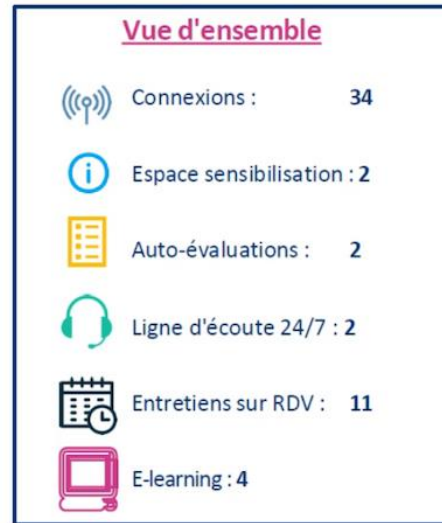 Vue d'ensemble
Connexions : 34
Espace sensibilisation : 2
Auto-évaluations : 2
Ligne d'écoute 24/7 : 2
Entretiens sur RDV : 11
E-learning : 4